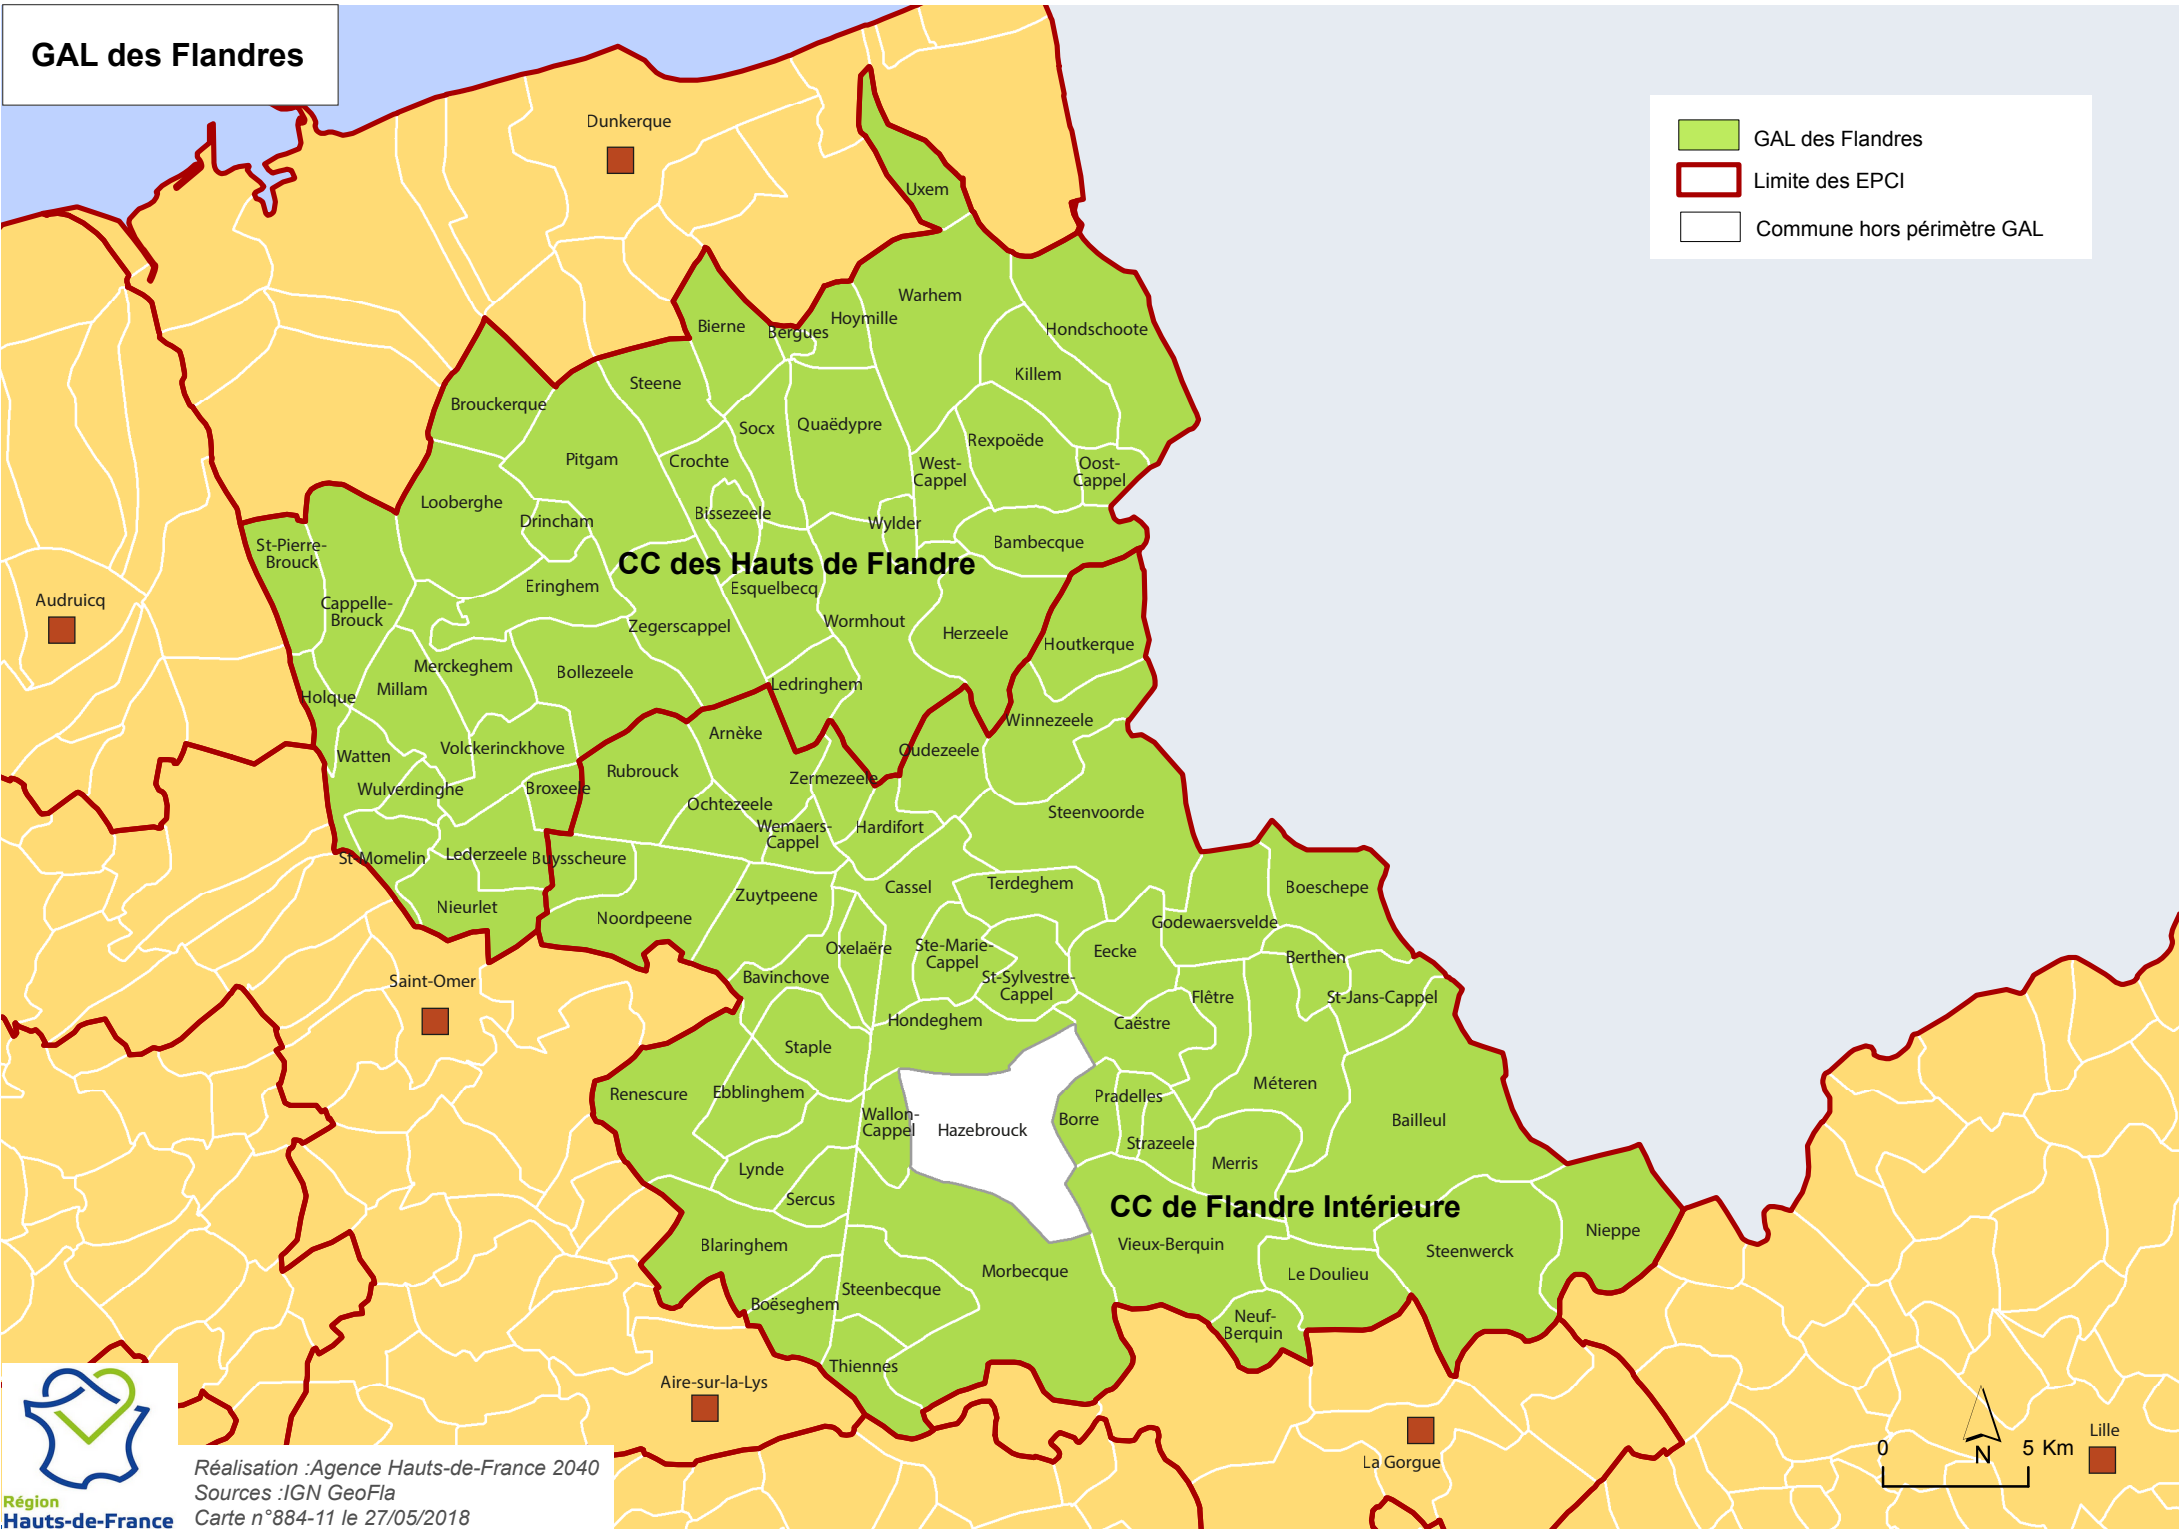 GAL des Flandres
GAL des Flandres
Limite des EPCI
Commune hors périmètre GAL
Dunkerque
Uxem
Warhem
Hoymille
Bierne
Bergues
Hondschoote
Killem
Steene
Brouckerque
Socx
Quaëdypre
Rexpoëde
Pitgam
Crochte
West-
Cappel
Oost-
Cappel
Looberghe
Drincham
Bissezeele
Wylder
Bambecque
St-Pierre-
Brouck
CC des Hauts de Flandre
Eringhem
Esquelbecq
Audruicq
Cappelle-
Brouck
Zegerscappel
Wormhout
Herzeele
Houtkerque
Merckeghem
Bollezeele
Millam
Holque
Ledringhem
Winnezeele
Arnèke
Watten
Volckerinckhove
Oudezeele
Rubrouck
Zermezeele
Wulverdinghe
Broxeele
Ochtezeele
Steenvoorde
Wemaers-
Cappel
Hardifort
St-Momelin
Lederzeele
Buysscheure
Cassel
Terdeghem
Boeschepe
Zuytpeene
Nieurlet
Noordpeene
Godewaersvelde
Oxelaëre
Ste-Marie-
Cappel
Eecke
Berthen
Saint-Omer
Bavinchove
St-Sylvestre-
Cappel
Flêtre
St-Jans-Cappel
Hondeghem
Caëstre
Staple
Renescure
Ebblinghem
Méteren
Pradelles
Wallon-
Cappel
Hazebrouck
Borre
Bailleul
Strazeele
Lynde
Merris
Sercus
CC de Flandre Intérieure
Blaringhem
Vieux-Berquin
Nieppe
Steenwerck
Morbecque
Le Doulieu
Steenbecque
Boëseghem
Neuf-
Berquin
Thiennes
Aire-sur-la-Lys
La Gorgue
Lille
0
5 Km
N
Région
Hauts-de-France
Réalisation :Agence Hauts-de-France 2040
Sources :IGN GeoFla
Carte n°884-11 le 27/05/2018